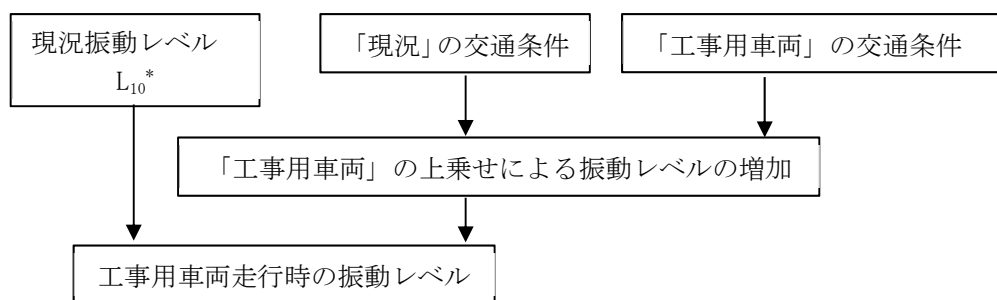 現況振動レベル
L₁₀*
「現況」の交通条件
「工事用車両」の交通条件
「工事用車両」の上乗せによる振動レベルの増加
工事用車両走行時の振動レベル